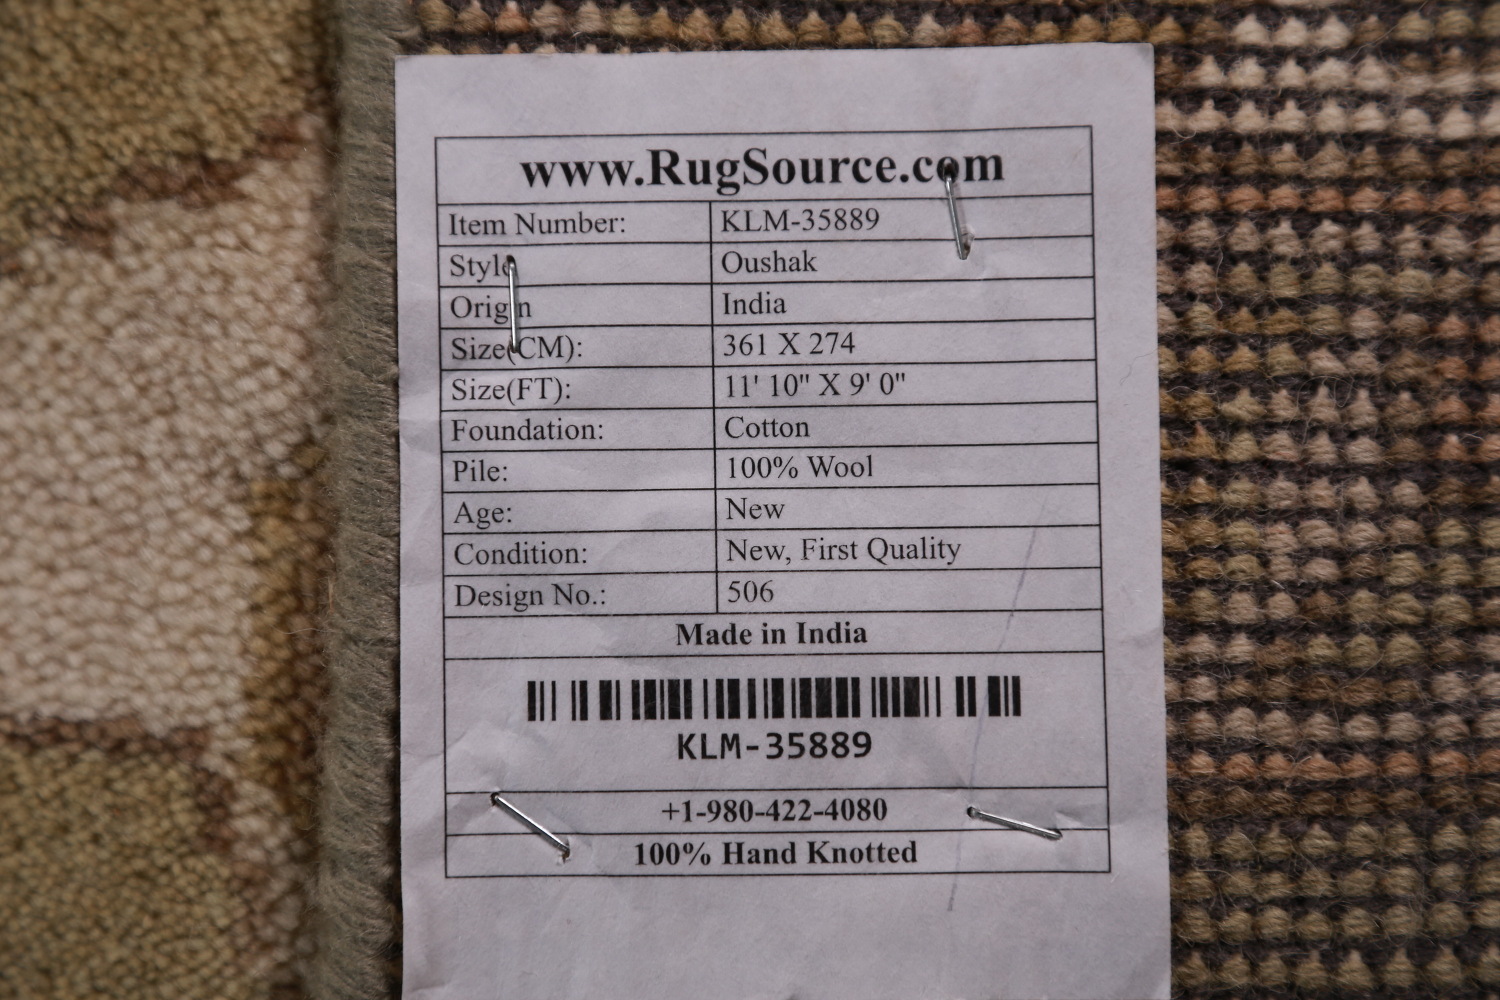 www.RugSource.com
Item Number: KLM-35889
Style Oushak
Origin India
Size(CM): 361 X 274
Size(FT): 11' 10" X 9' 0"
Foundation: Cotton
Pile: 100% Wool
Age: New
Condition: New, First Quality
Design No.: 506
Made in India
KLM-35889
+1-980-422-4080
100% Hand Knotted